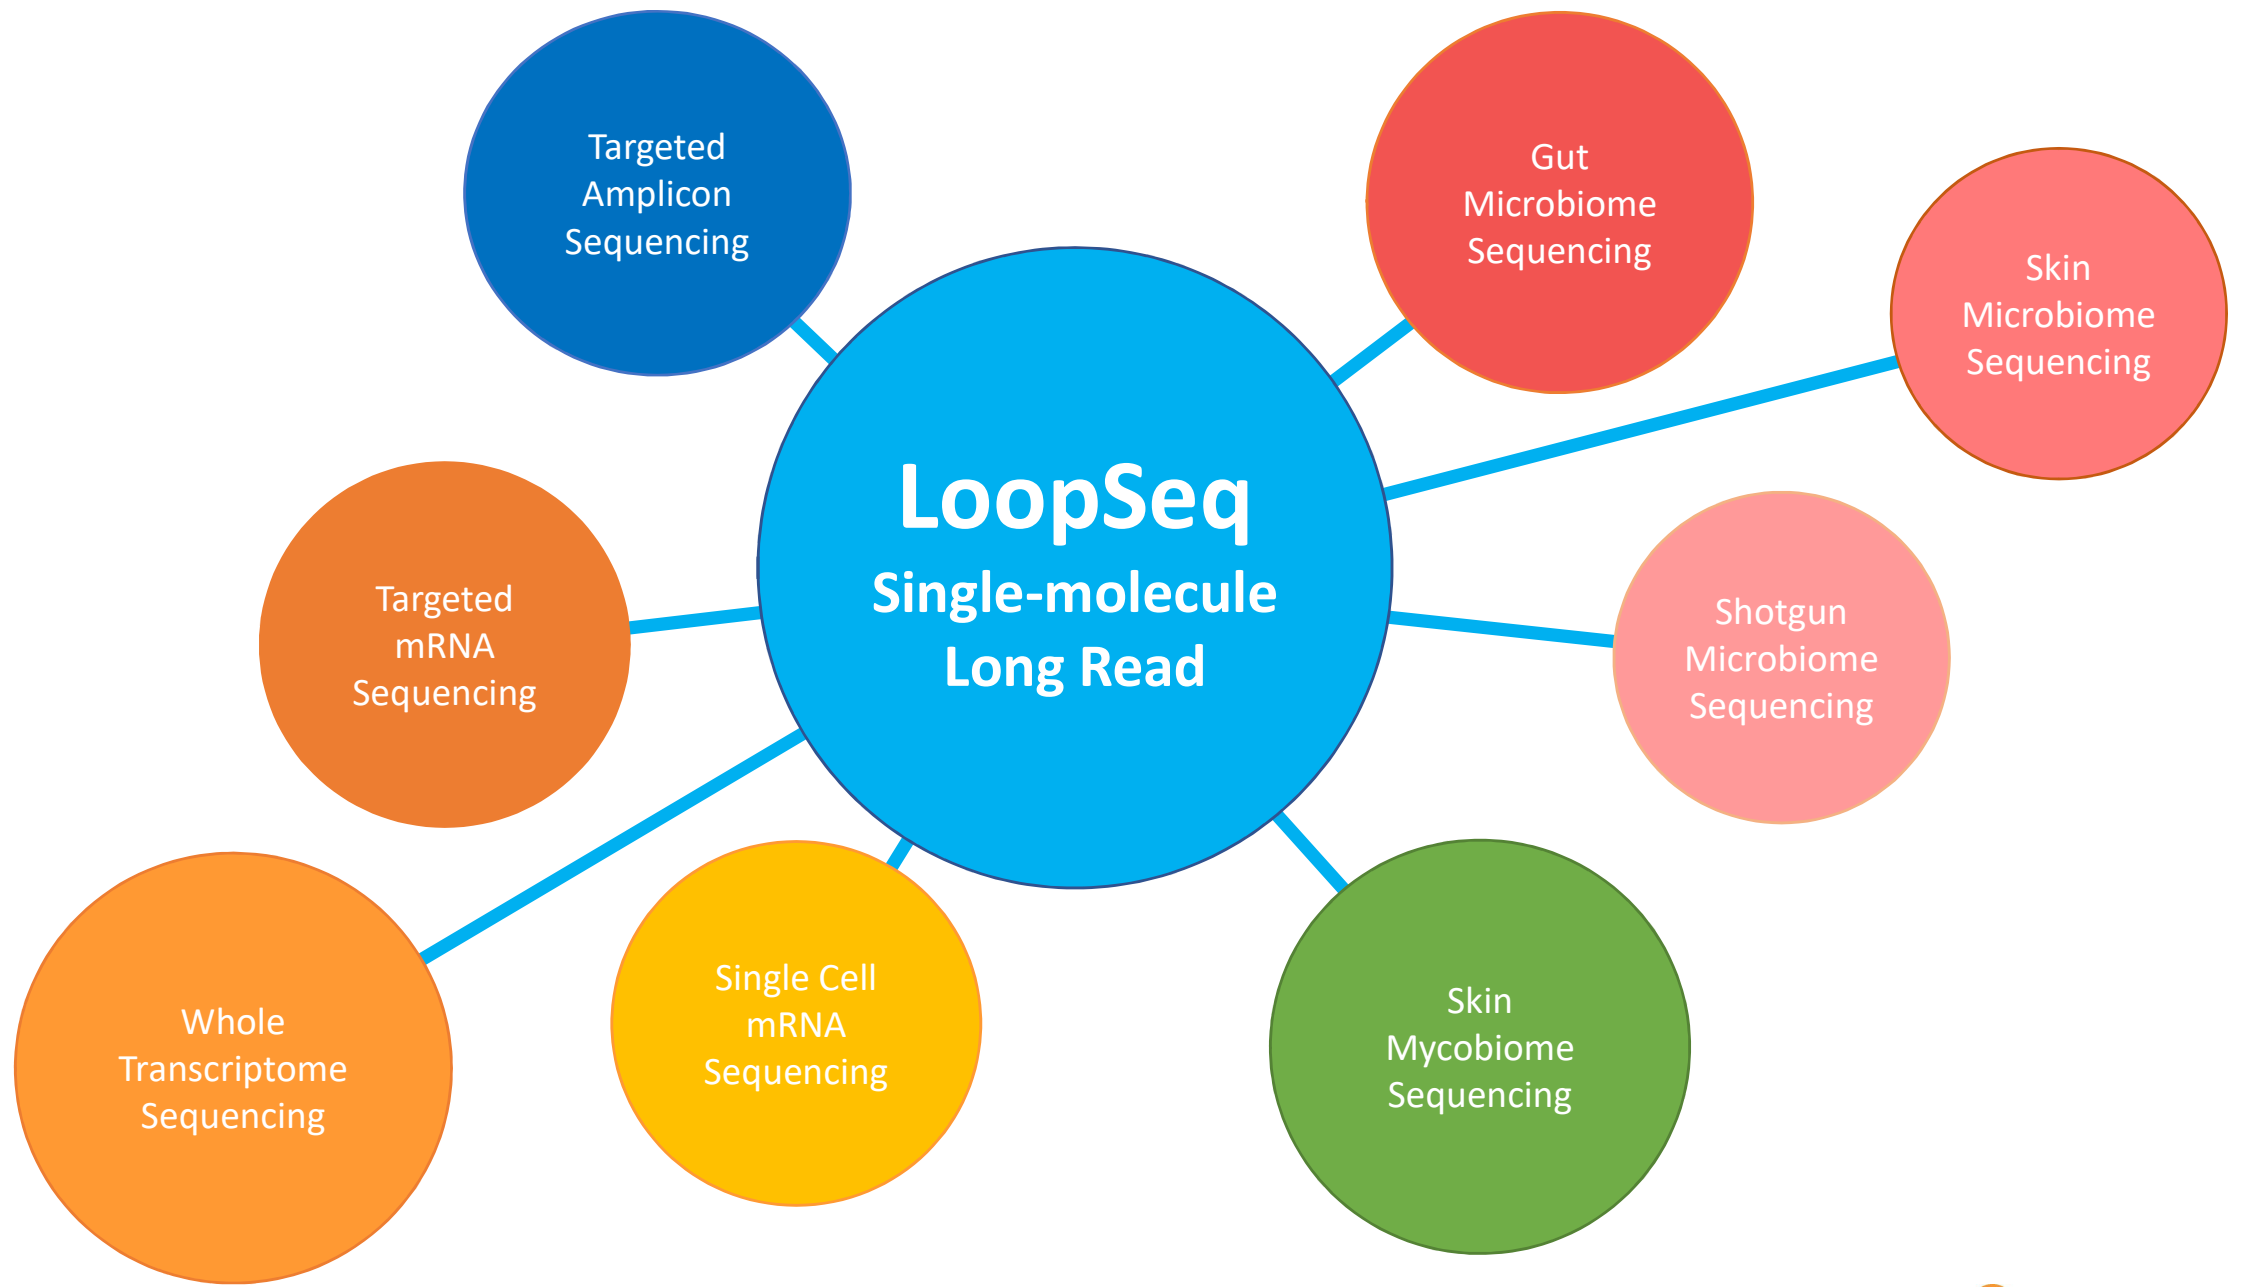 Targeted
Amplicon
Sequencing
Gut
Microbiome
Sequencing
Skin
Microbiome
Sequencing
LoopSeq
Single-molecule
Long Read
Targeted
mRNA
Sequencing
Shotgun
Microbiome
Sequencing
Whole
Transcriptome
Sequencing
Single Cell
mRNA
Sequencing
Skin
Mycobiome
Sequencing